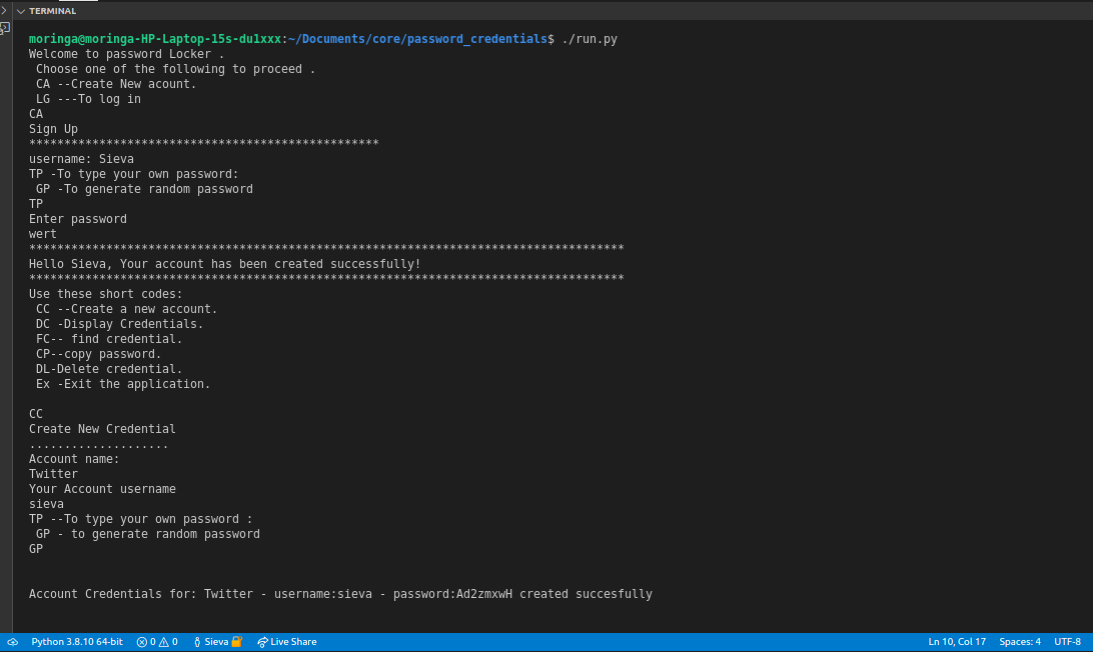 TERMINAL
moringa@moringa-HP-Laptop-15s-du1xxx:~/Documents/core/password_credentials$ ./run.py
Welcome to password Locker .
 Choose one of the following to proceed .
 CA --Create New acount.
 LG ---To log in
CA
Sign Up
**************************************************
username: Sieva
TP -To type your own password:
 GP -To generate random password
TP
Enter password
wert
*************************************************************************************
Hello Sieva, Your account has been created successfully!
*************************************************************************************
Use these short codes:
 CC --Create a new account.
 DC -Display Credentials.
 FC-- find credential.
 CP--copy password.
 DL-Delete credential.
 Ex -Exit the application.
CC
Create New Credential
....................
Account name:
Twitter
Your Account username
sieva
TP --To type your own password :
 GP - to generate random password
GP
Account Credentials for: Twitter - username:sieva - password:Ad2zmxwH created succesfully
Python 3.8.10 64-bit 0 0 Sieva Live Share Ln 10, Col 17 Spaces: 4 UTF-8